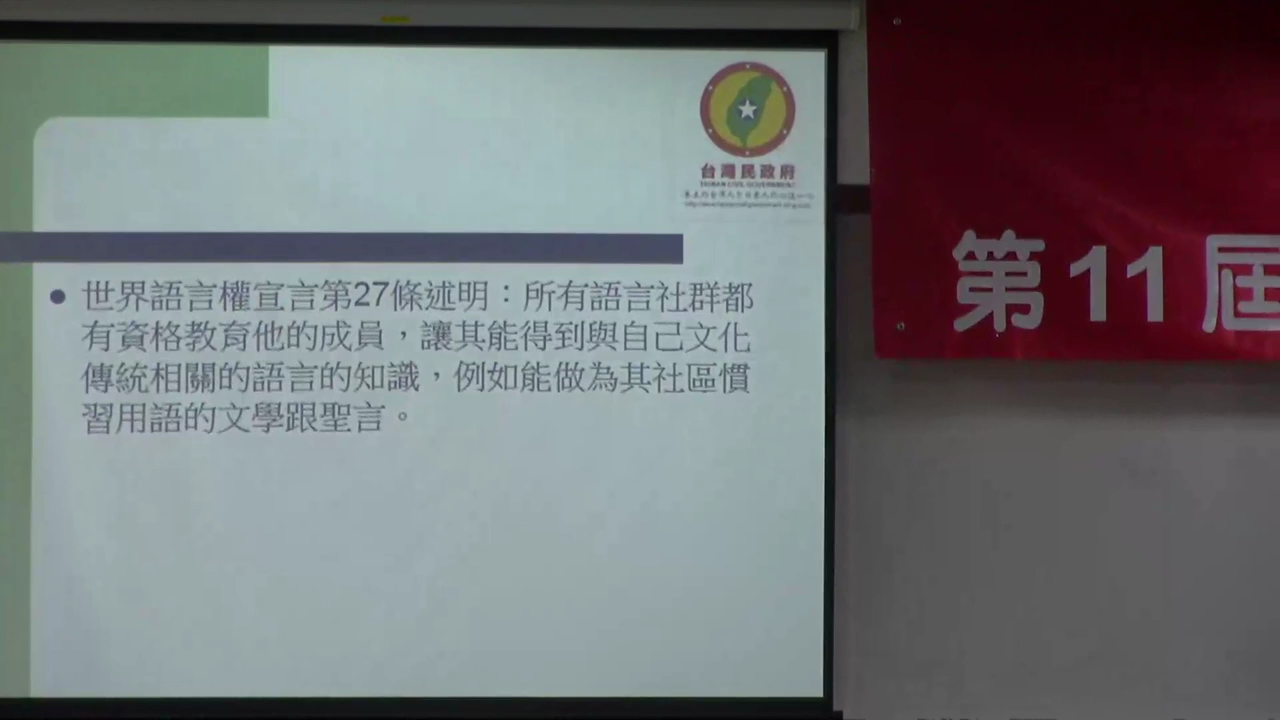 台灣民政府
TAIWAN CIVIL GOVERNMENT
世界語言權宣言第27條述明：所有語言社群都
有資格教育他的成員，讓其能得到與自己文化
傳統相關的語言的知識，例如能做為其社區慣
習用語的文學跟聖言。
第11屆